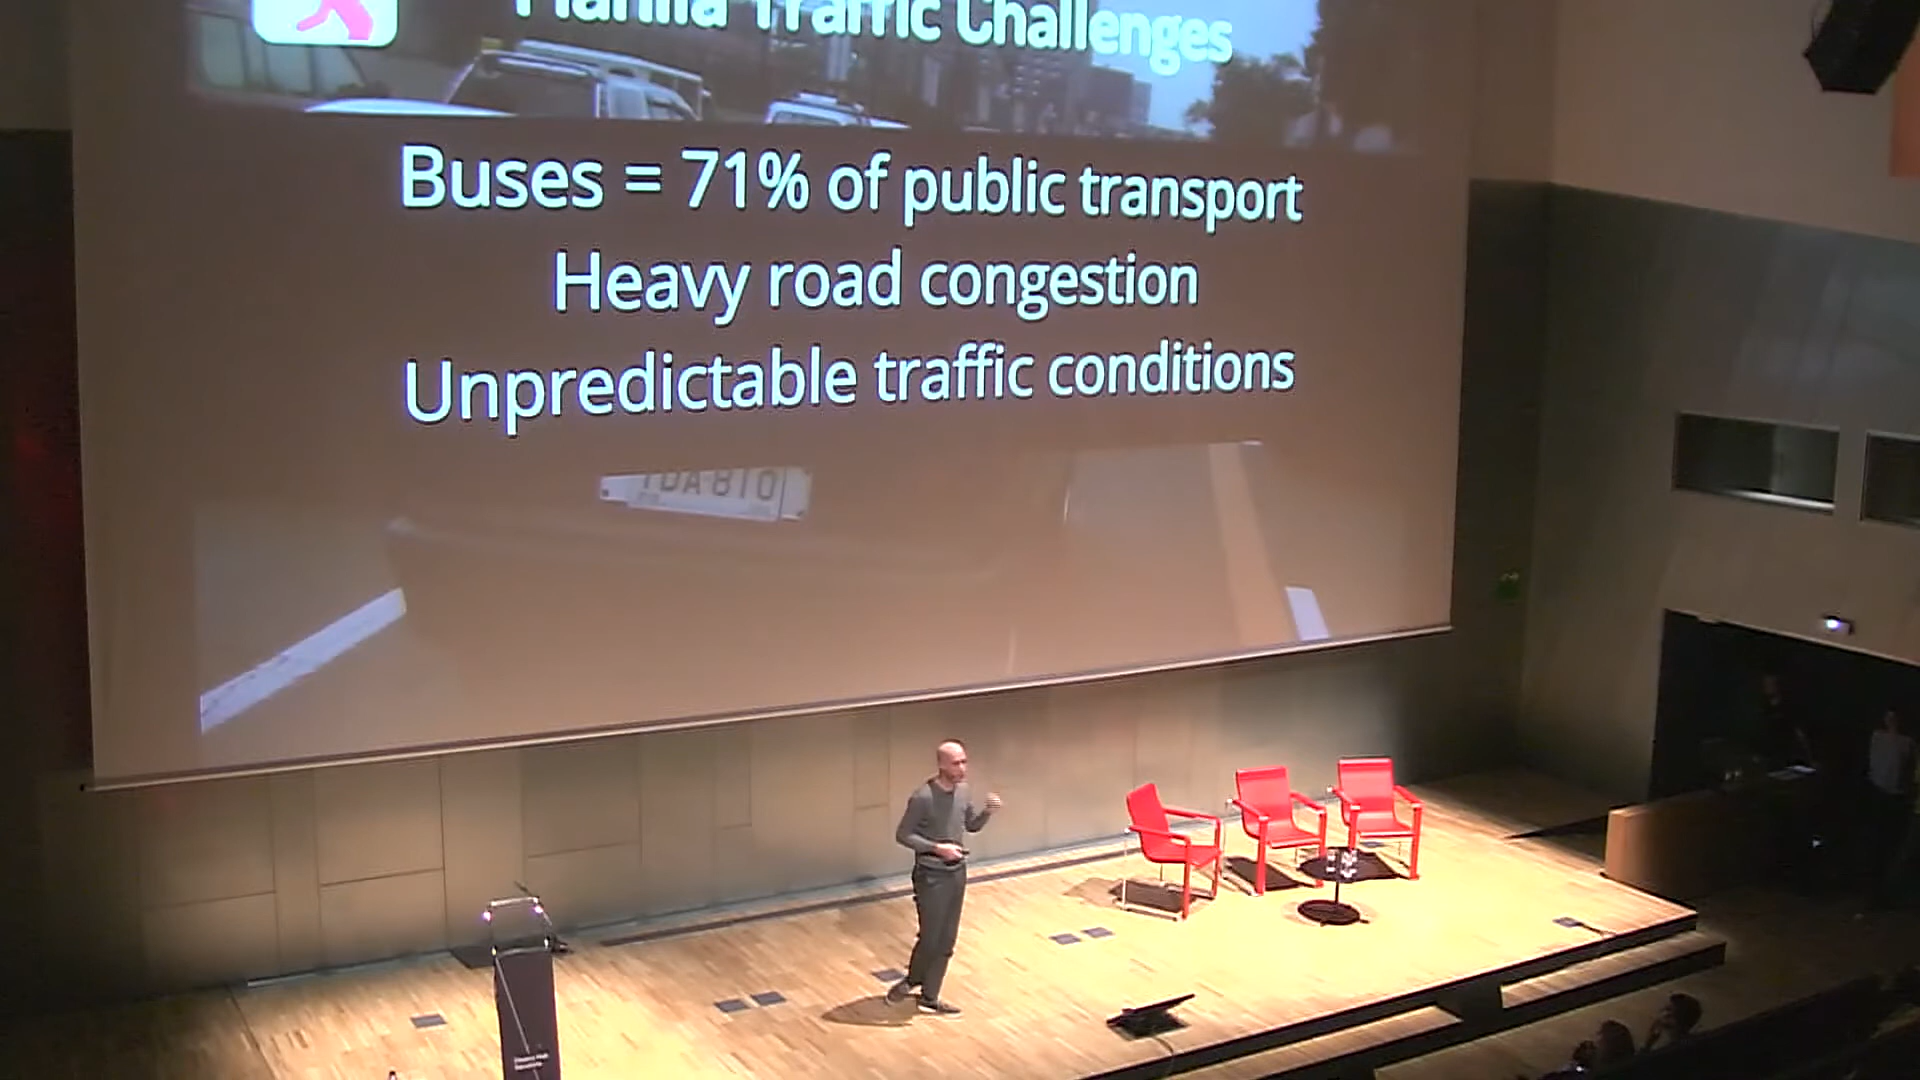 Manila Traffic Challenges
Buses = 71% of public transport
Heavy road congestion
Unpredictable traffic conditions